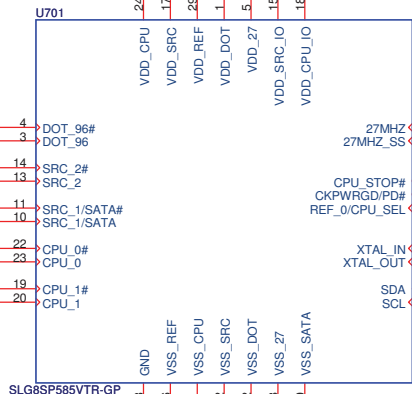 U701
24 17 29 1 5 15 18
VDD_CPU VDD_SRC VDD_REF VDD_DOT VDD_27 VDD_SRC_IO VDD_CPU_IO
4 DOT_96# 27MHZ
3 DOT_96 27MHZ_SS
14 SRC_2#
13 SRC_2 CPU_STOP#
CKPWRGD/PD#
11 SRC_1/SATA# REF_0/CPU_SEL
10 SRC_1/SATA
22 CPU_0# XTAL_IN
23 CPU_0 XTAL_OUT
19 CPU_1# SDA
20 CPU_1 SCL
GND VSS_REF VSS_CPU VSS_SRC VSS_DOT VSS_27 VSS_SATA
SLG8SP585VTR-GP